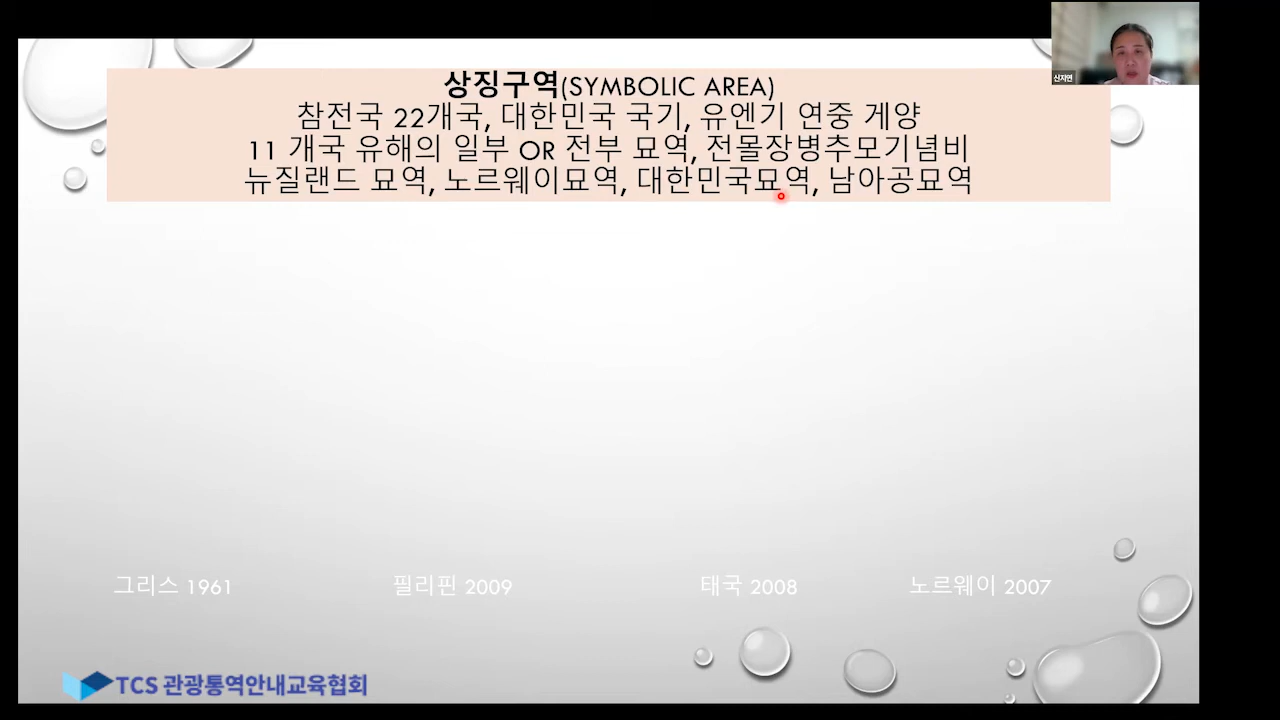 신지연
상징구역(SYMBOLIC AREA)
참전국 22개국, 대한민국 국기, 유엔기 연중 게양
11 개국 유해의 일부 OR 전부 묘역, 전몰장병추모기념비
뉴질랜드 묘역, 노르웨이묘역, 대한민국묘역, 남아공묘역
그리스 1961 필리핀 2009 태국 2008 노르웨이 2007
TCS 관광통역안내교육협회